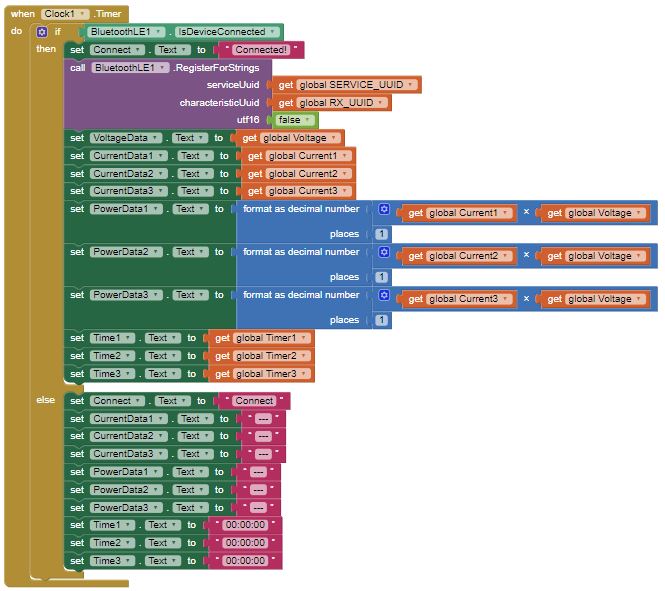 when Clock1 .Timer
do if BluetoothLE1 . IsDeviceConnected
then set Connect . Text to " Connected! "
call BluetoothLE1 .RegisterForStrings
serviceUuid get global SERVICE_UUID
characteristicUuid get global RX_UUID
utf16 false
set VoltageData . Text to get global Voltage
set CurrentData1 . Text to get global Current1
set CurrentData2 . Text to get global Current2
set CurrentData3 . Text to get global Current3
set PowerData1 . Text to format as decimal number get global Current1 × get global Voltage
places 1
set PowerData2 . Text to format as decimal number get global Current2 × get global Voltage
places 1
set PowerData3 . Text to format as decimal number get global Current3 × get global Voltage
places 1
set Time1 . Text to get global Timer1
set Time2 . Text to get global Timer2
set Time3 . Text to get global Timer3
else set Connect . Text to " Connect "
set CurrentData1 . Text to " --- "
set CurrentData2 . Text to " --- "
set CurrentData3 . Text to " --- "
set PowerData1 . Text to " --- "
set PowerData2 . Text to " --- "
set PowerData3 . Text to " --- "
set Time1 . Text to " 00:00:00 "
set Time2 . Text to " 00:00:00 "
set Time3 . Text to " 00:00:00 "